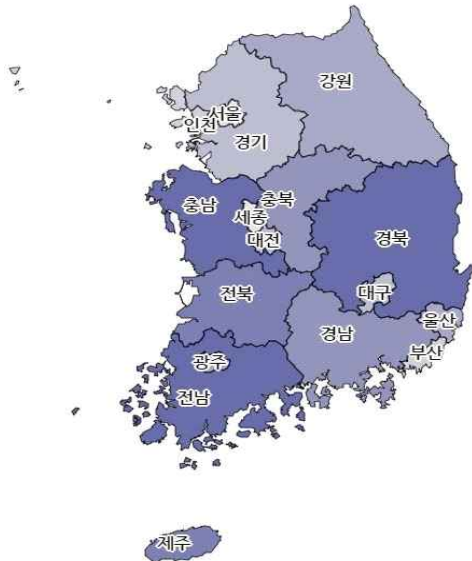 강원
서울
인천
경기
충남
충북
세종
대전
경북
전북
대구
울산
경남
부산
광주
전남
제주